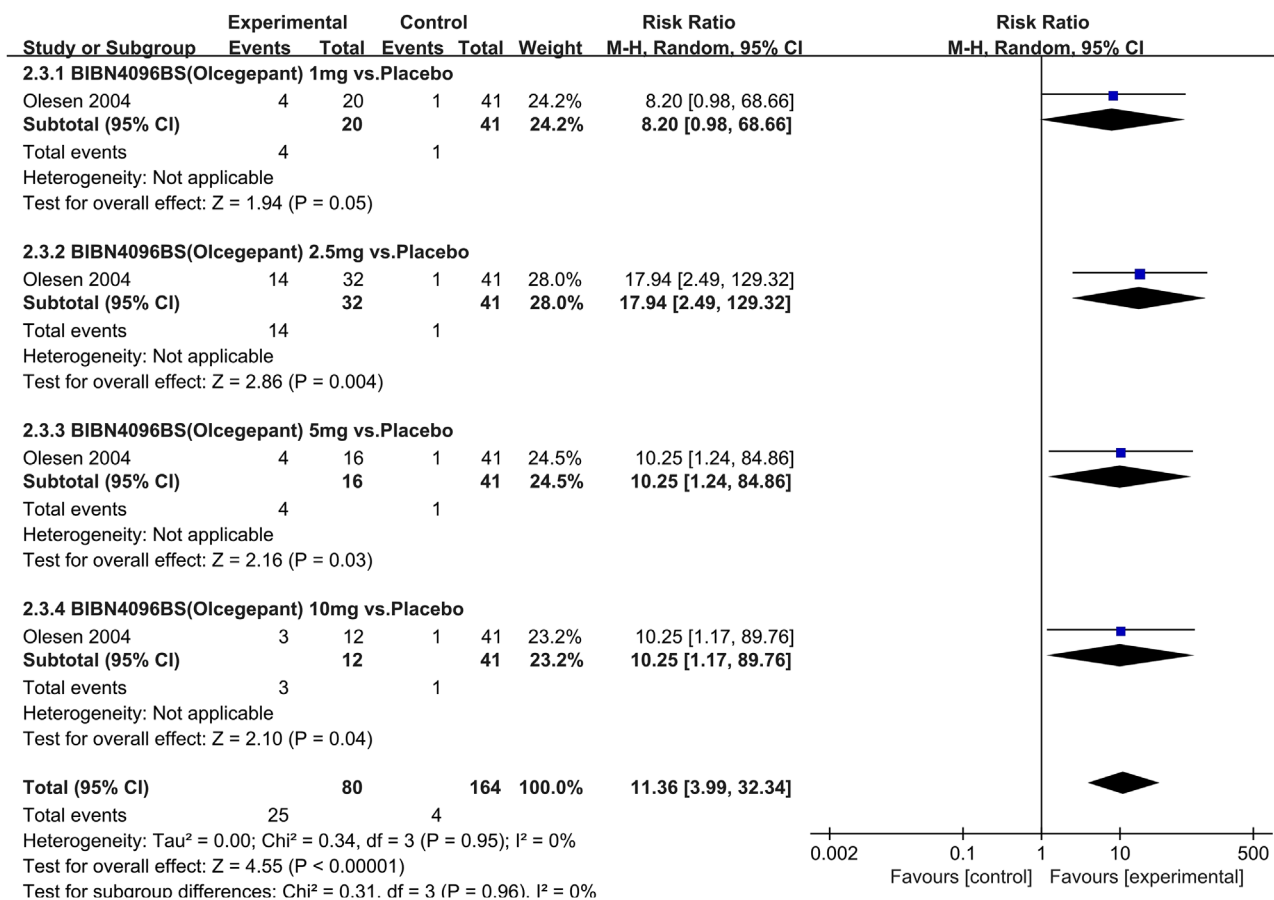 Experimental Control Risk Ratio Risk Ratio
Study or Subgroup Events Total Events Total Weight M-H, Random, 95% CI M-H, Random, 95% CI
2.3.1 BIBN4096BS(Olcegepant) 1mg vs.Placebo
Olesen 2004 4 20 1 41 24.2% 8.20 [0.98, 68.66]
Subtotal (95% CI) 20 41 24.2% 8.20 [0.98, 68.66]
Total events 4 1
Heterogeneity: Not applicable
Test for overall effect: Z = 1.94 (P = 0.05)
2.3.2 BIBN4096BS(Olcegepant) 2.5mg vs.Placebo
Olesen 2004 14 32 1 41 28.0% 17.94 [2.49, 129.32]
Subtotal (95% CI) 32 41 28.0% 17.94 [2.49, 129.32]
Total events 14 1
Heterogeneity: Not applicable
Test for overall effect: Z = 2.86 (P = 0.004)
2.3.3 BIBN4096BS(Olcegepant) 5mg vs.Placebo
Olesen 2004 4 16 1 41 24.5% 10.25 [1.24, 84.86]
Subtotal (95% CI) 16 41 24.5% 10.25 [1.24, 84.86]
Total events 4 1
Heterogeneity: Not applicable
Test for overall effect: Z = 2.16 (P = 0.03)
2.3.4 BIBN4096BS(Olcegepant) 10mg vs.Placebo
Olesen 2004 3 12 1 41 23.2% 10.25 [1.17, 89.76]
Subtotal (95% CI) 12 41 23.2% 10.25 [1.17, 89.76]
Total events 3 1
Heterogeneity: Not applicable
Test for overall effect: Z = 2.10 (P = 0.04)
Total (95% CI) 80 164 100.0% 11.36 [3.99, 32.34]
Total events 25 4
Heterogeneity: Tau² = 0.00; Chi² = 0.34, df = 3 (P = 0.95); I² = 0%
Test for overall effect: Z = 4.55 (P < 0.00001)
Test for subgroup differences: Chi² = 0.31, df = 3 (P = 0.96), I² = 0%
0.002 0.1 1 10 500
Favours [control] Favours [experimental]